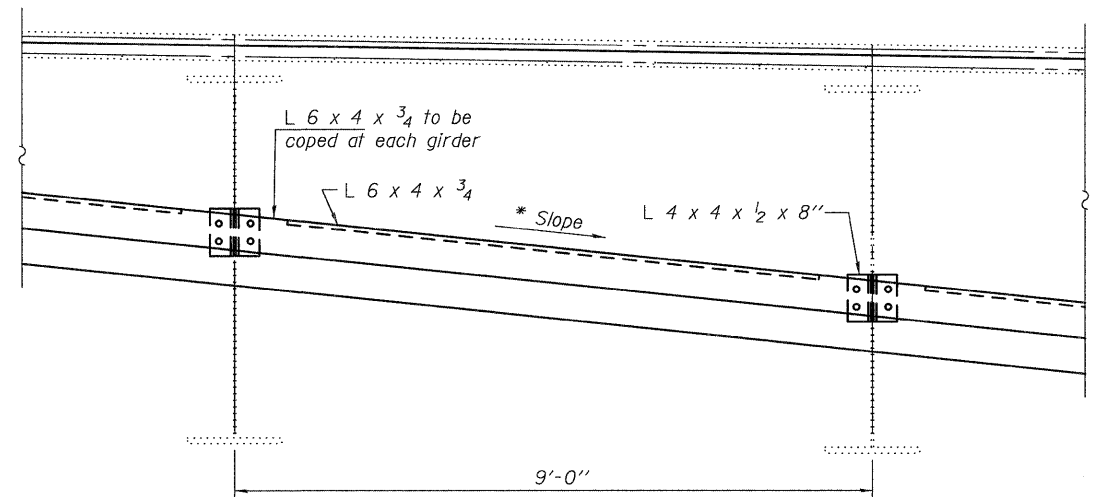 L 6 x 4 x 3/4 to be
coped at each girder
L 6 x 4 x 3/4
* Slope
L 4 x 4 x 1/2 x 8"
9'-0"